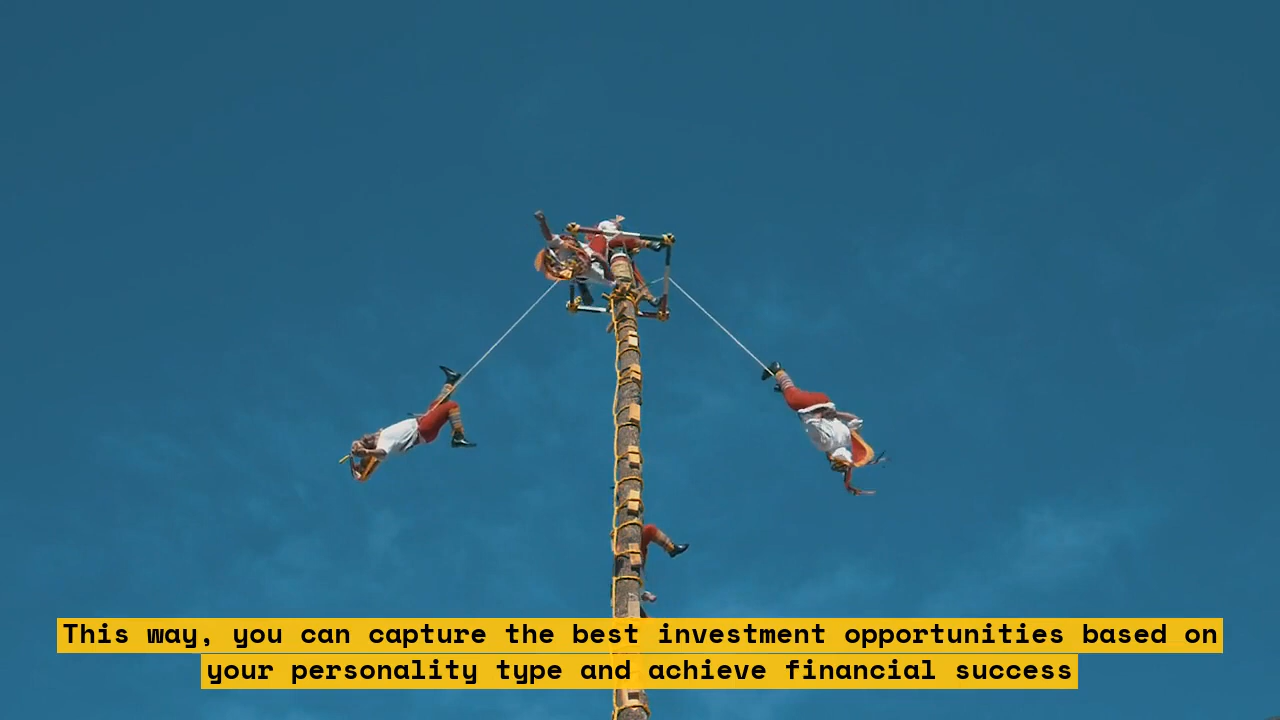 This way, you can capture the best investment opportunities based on
your personality type and achieve financial success